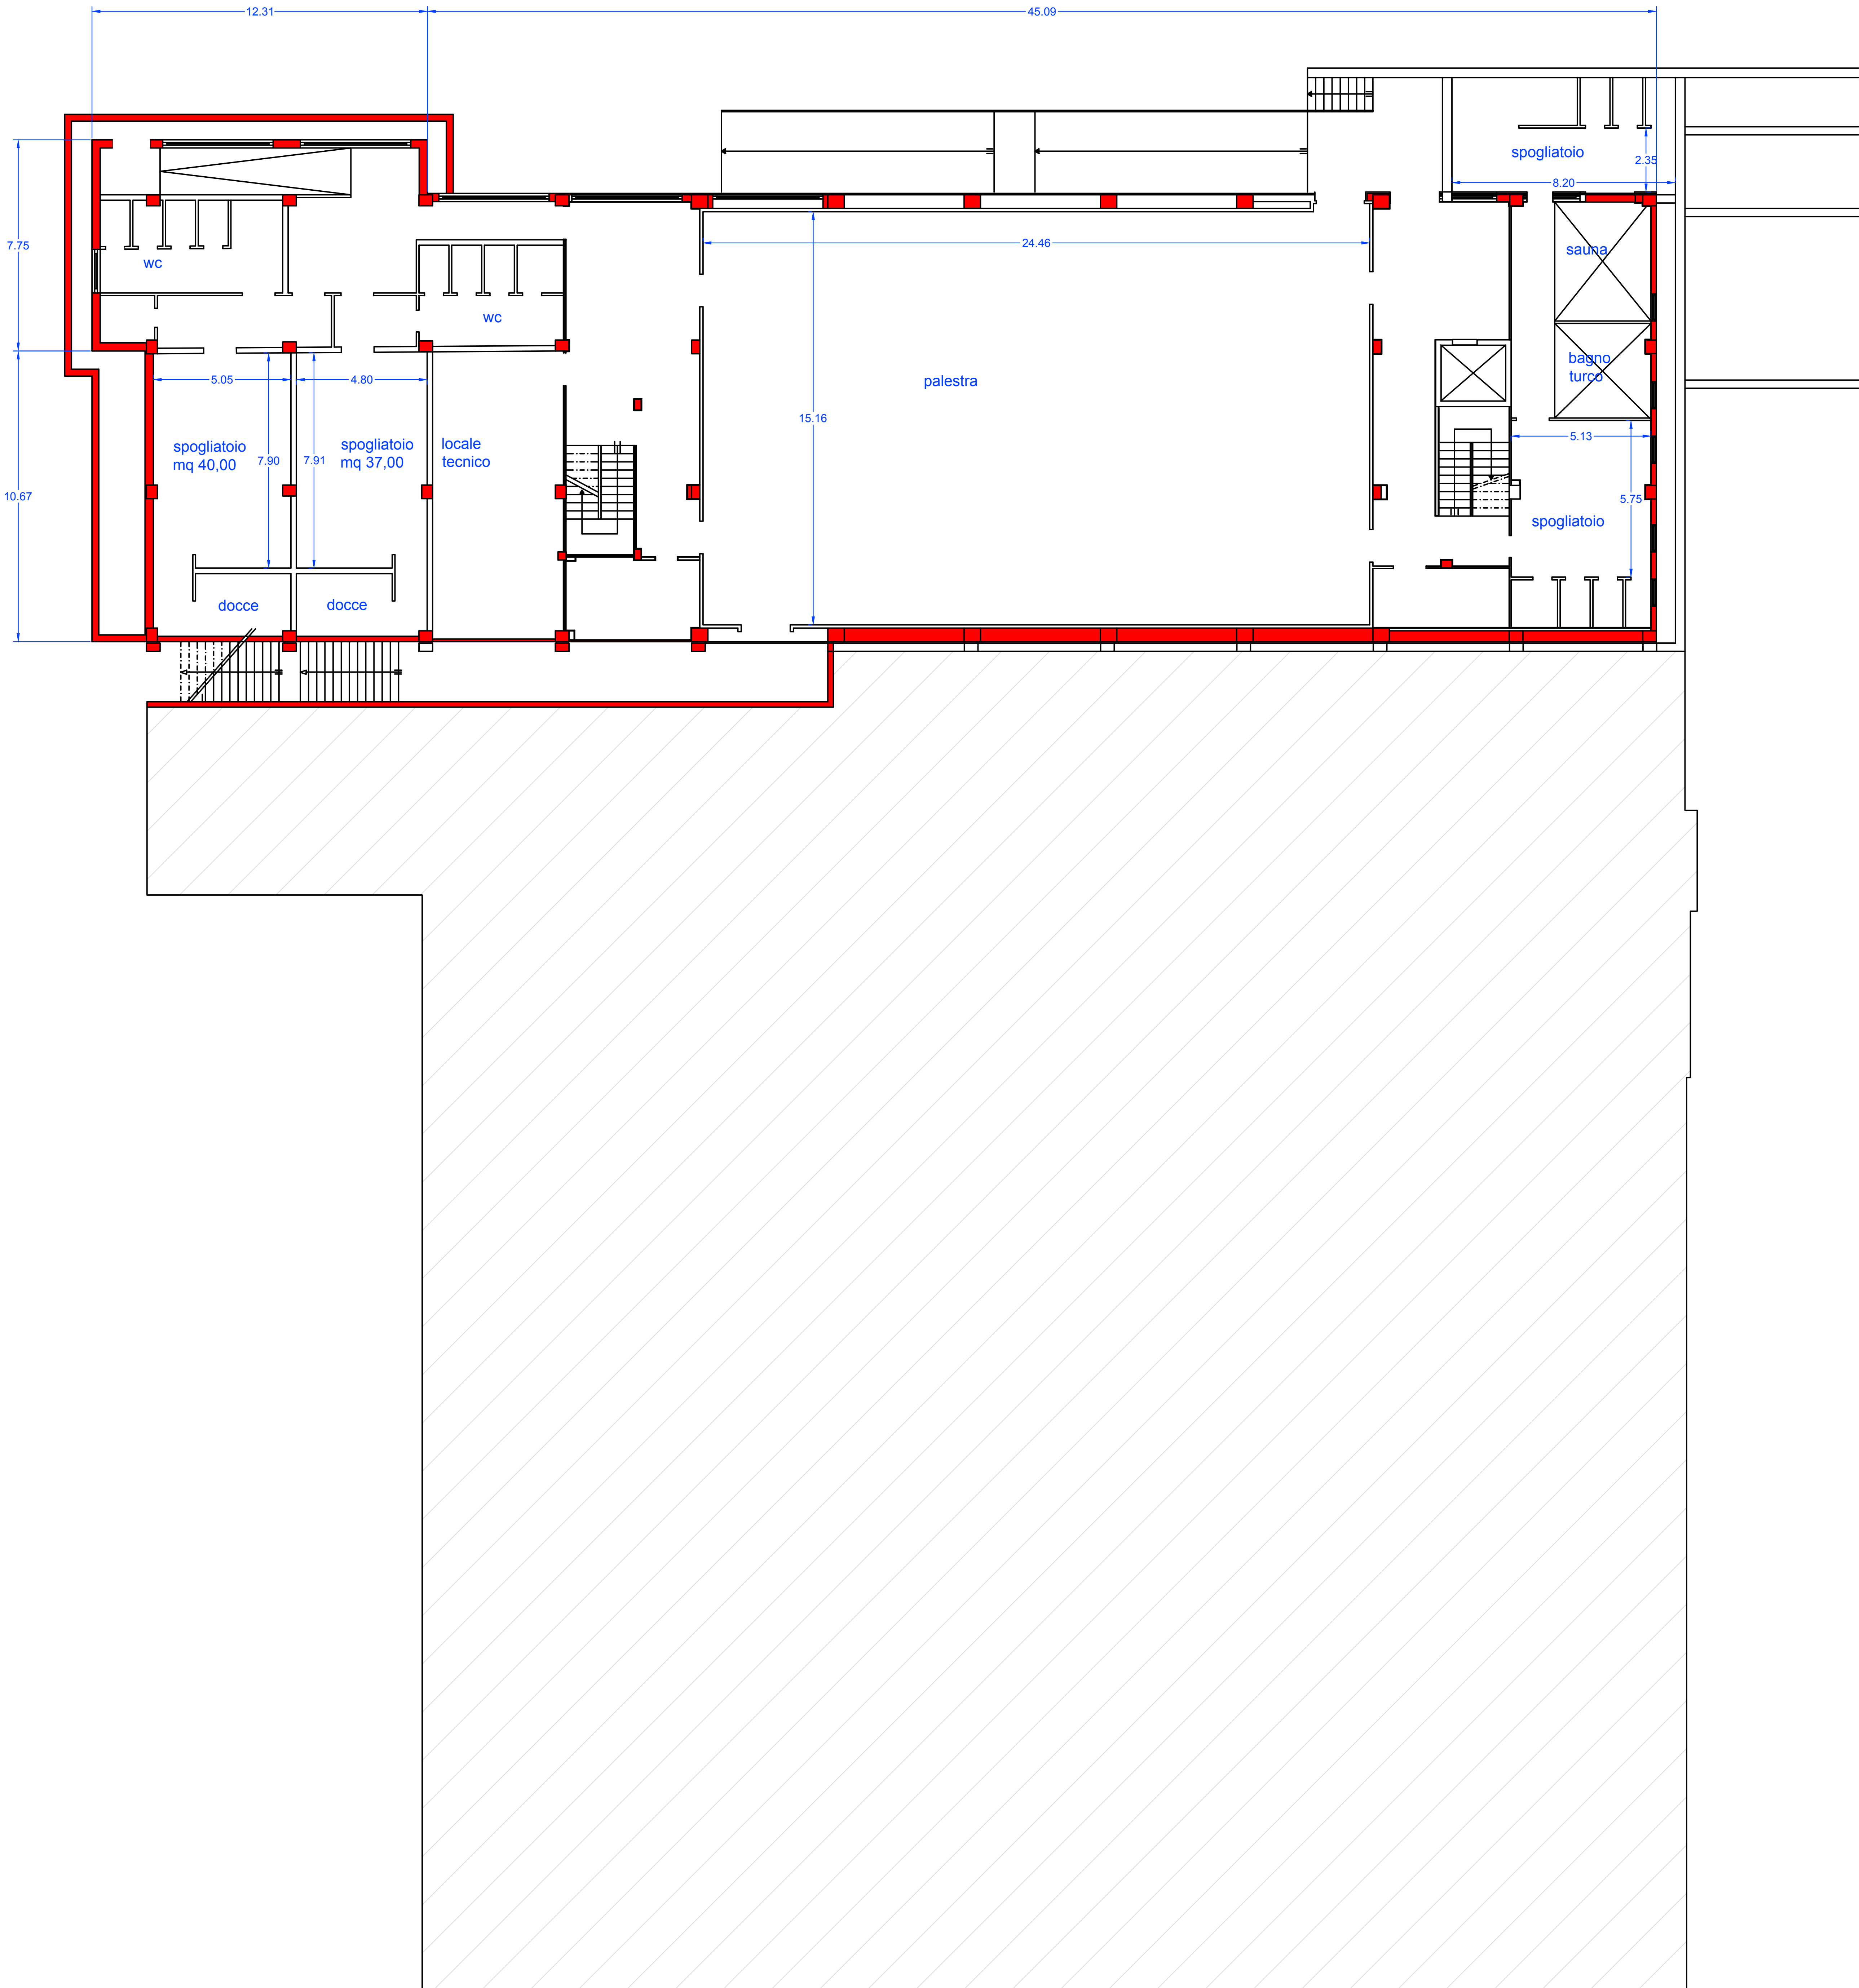 12.31
45.09
spogliatoio
2.35
8.20
7.75
wc
24.46
sauna
wc
bagno
turco
5.05
4.80
palestra
15.16
5.13
spogliatoio
mq 40,00
7.90
7.91
spogliatoio
mq 37,00
locale
tecnico
10.67
5.75
spogliatoio
docce
docce